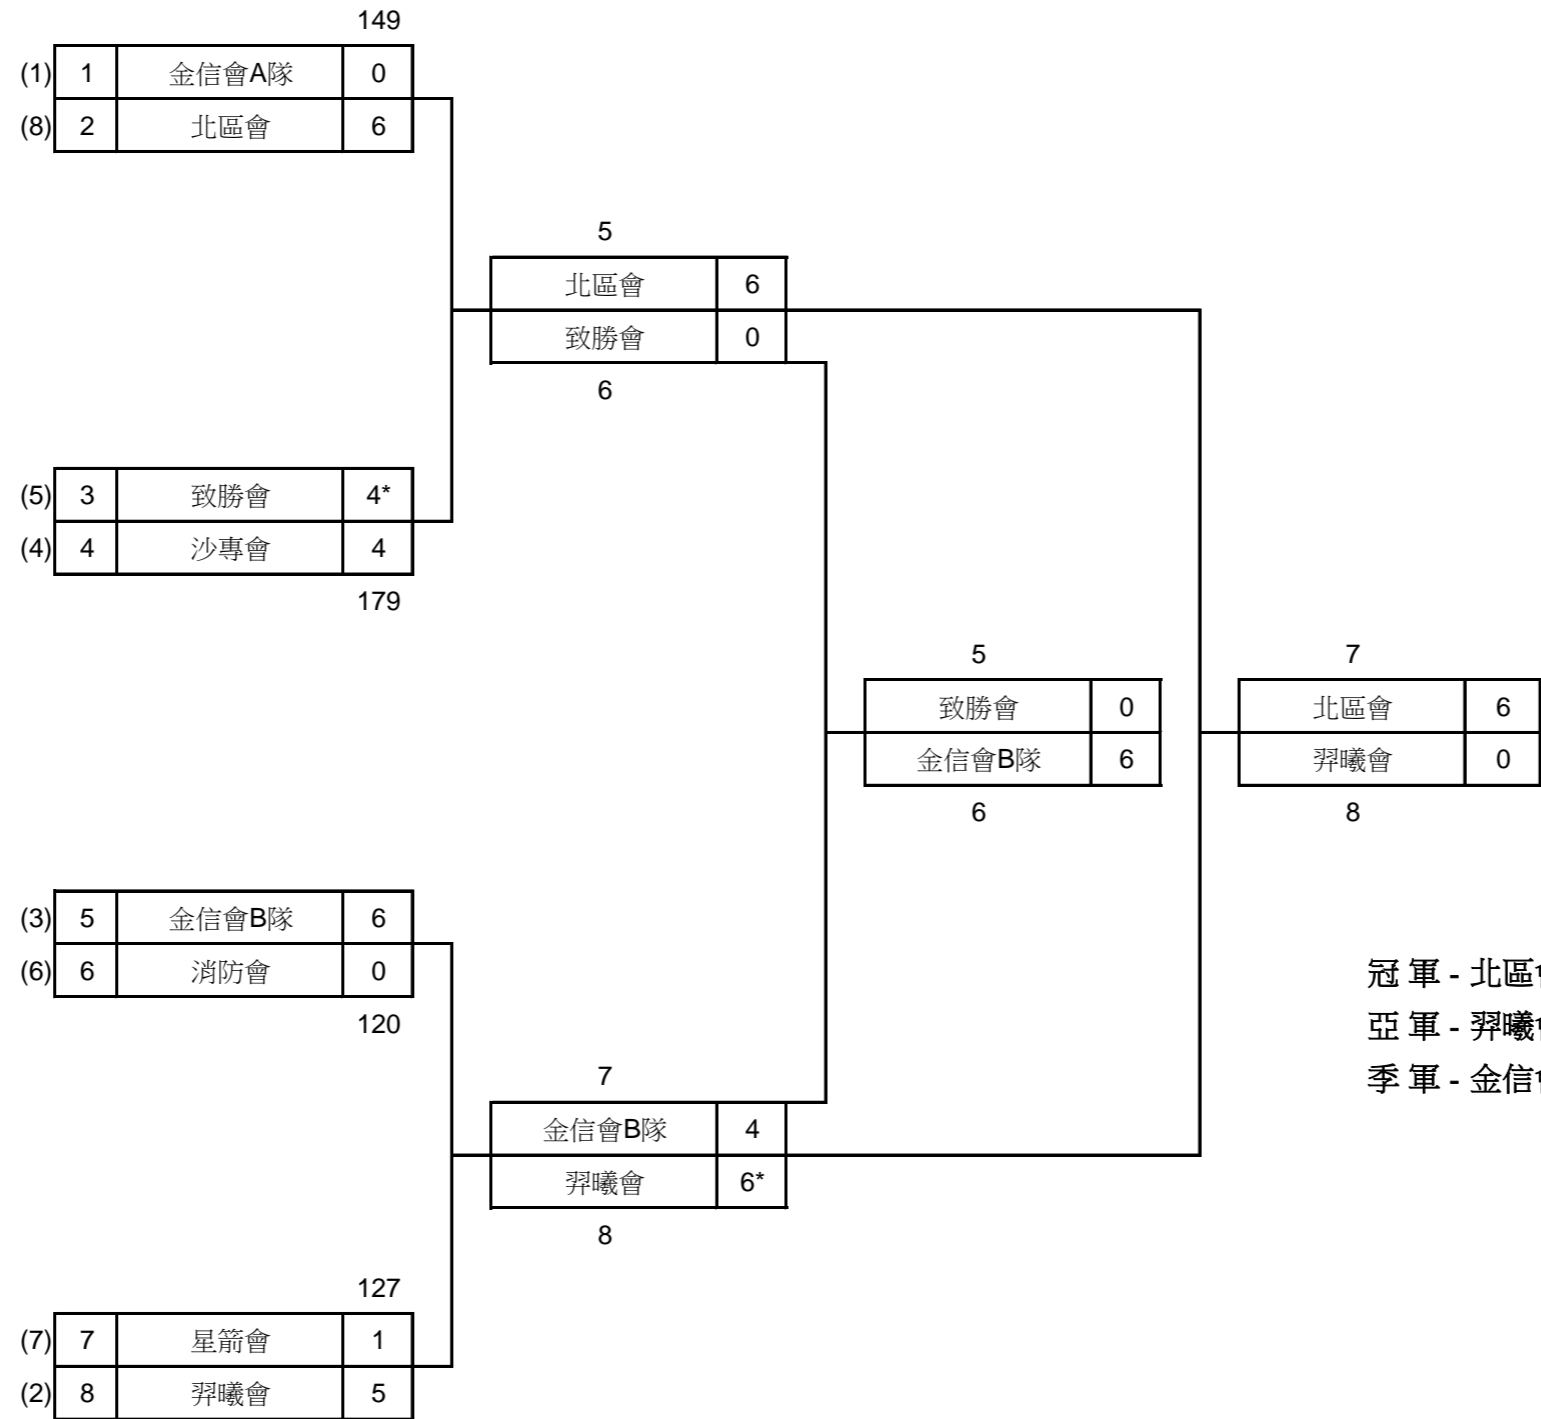 149
(1) 1 金信會A隊 0
(8) 2 北區會 6
5
北區會 6
致勝會 0
6
(5) 3 致勝會 4*
(4) 4 沙專會 4
179
5
致勝會 0
金信會B隊 6
6
7
北區會 6
羿曦會 0
8
(3) 5 金信會B隊 6
(6) 6 消防會 0
120
冠 軍 - 北區會
亞 軍 - 羿曦會
季 軍 - 金信會
7
金信會B隊 4
羿曦會 6*
8
127
(7) 7 星箭會 1
(2) 8 羿曦會 5